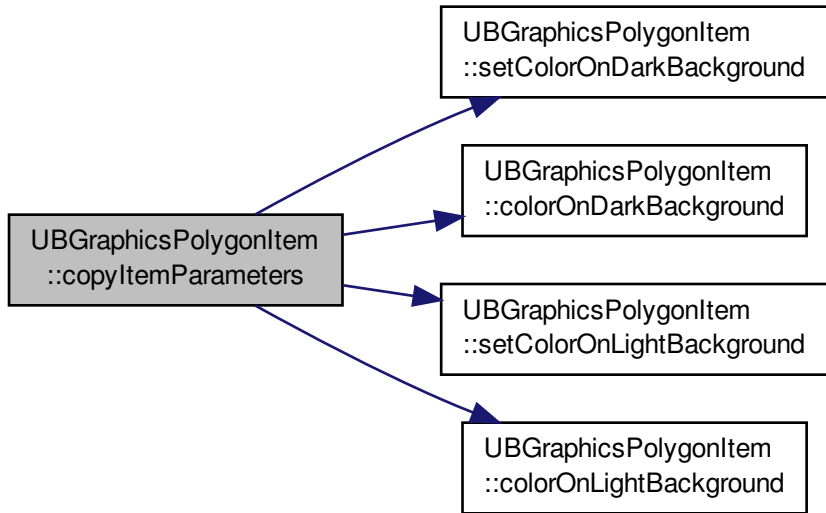 UBGraphicsPolygonItem
::copyItemParameters
UBGraphicsPolygonItem
::setColorOnDarkBackground
UBGraphicsPolygonItem
::colorOnDarkBackground
UBGraphicsPolygonItem
::setColorOnLightBackground
UBGraphicsPolygonItem
::colorOnLightBackground